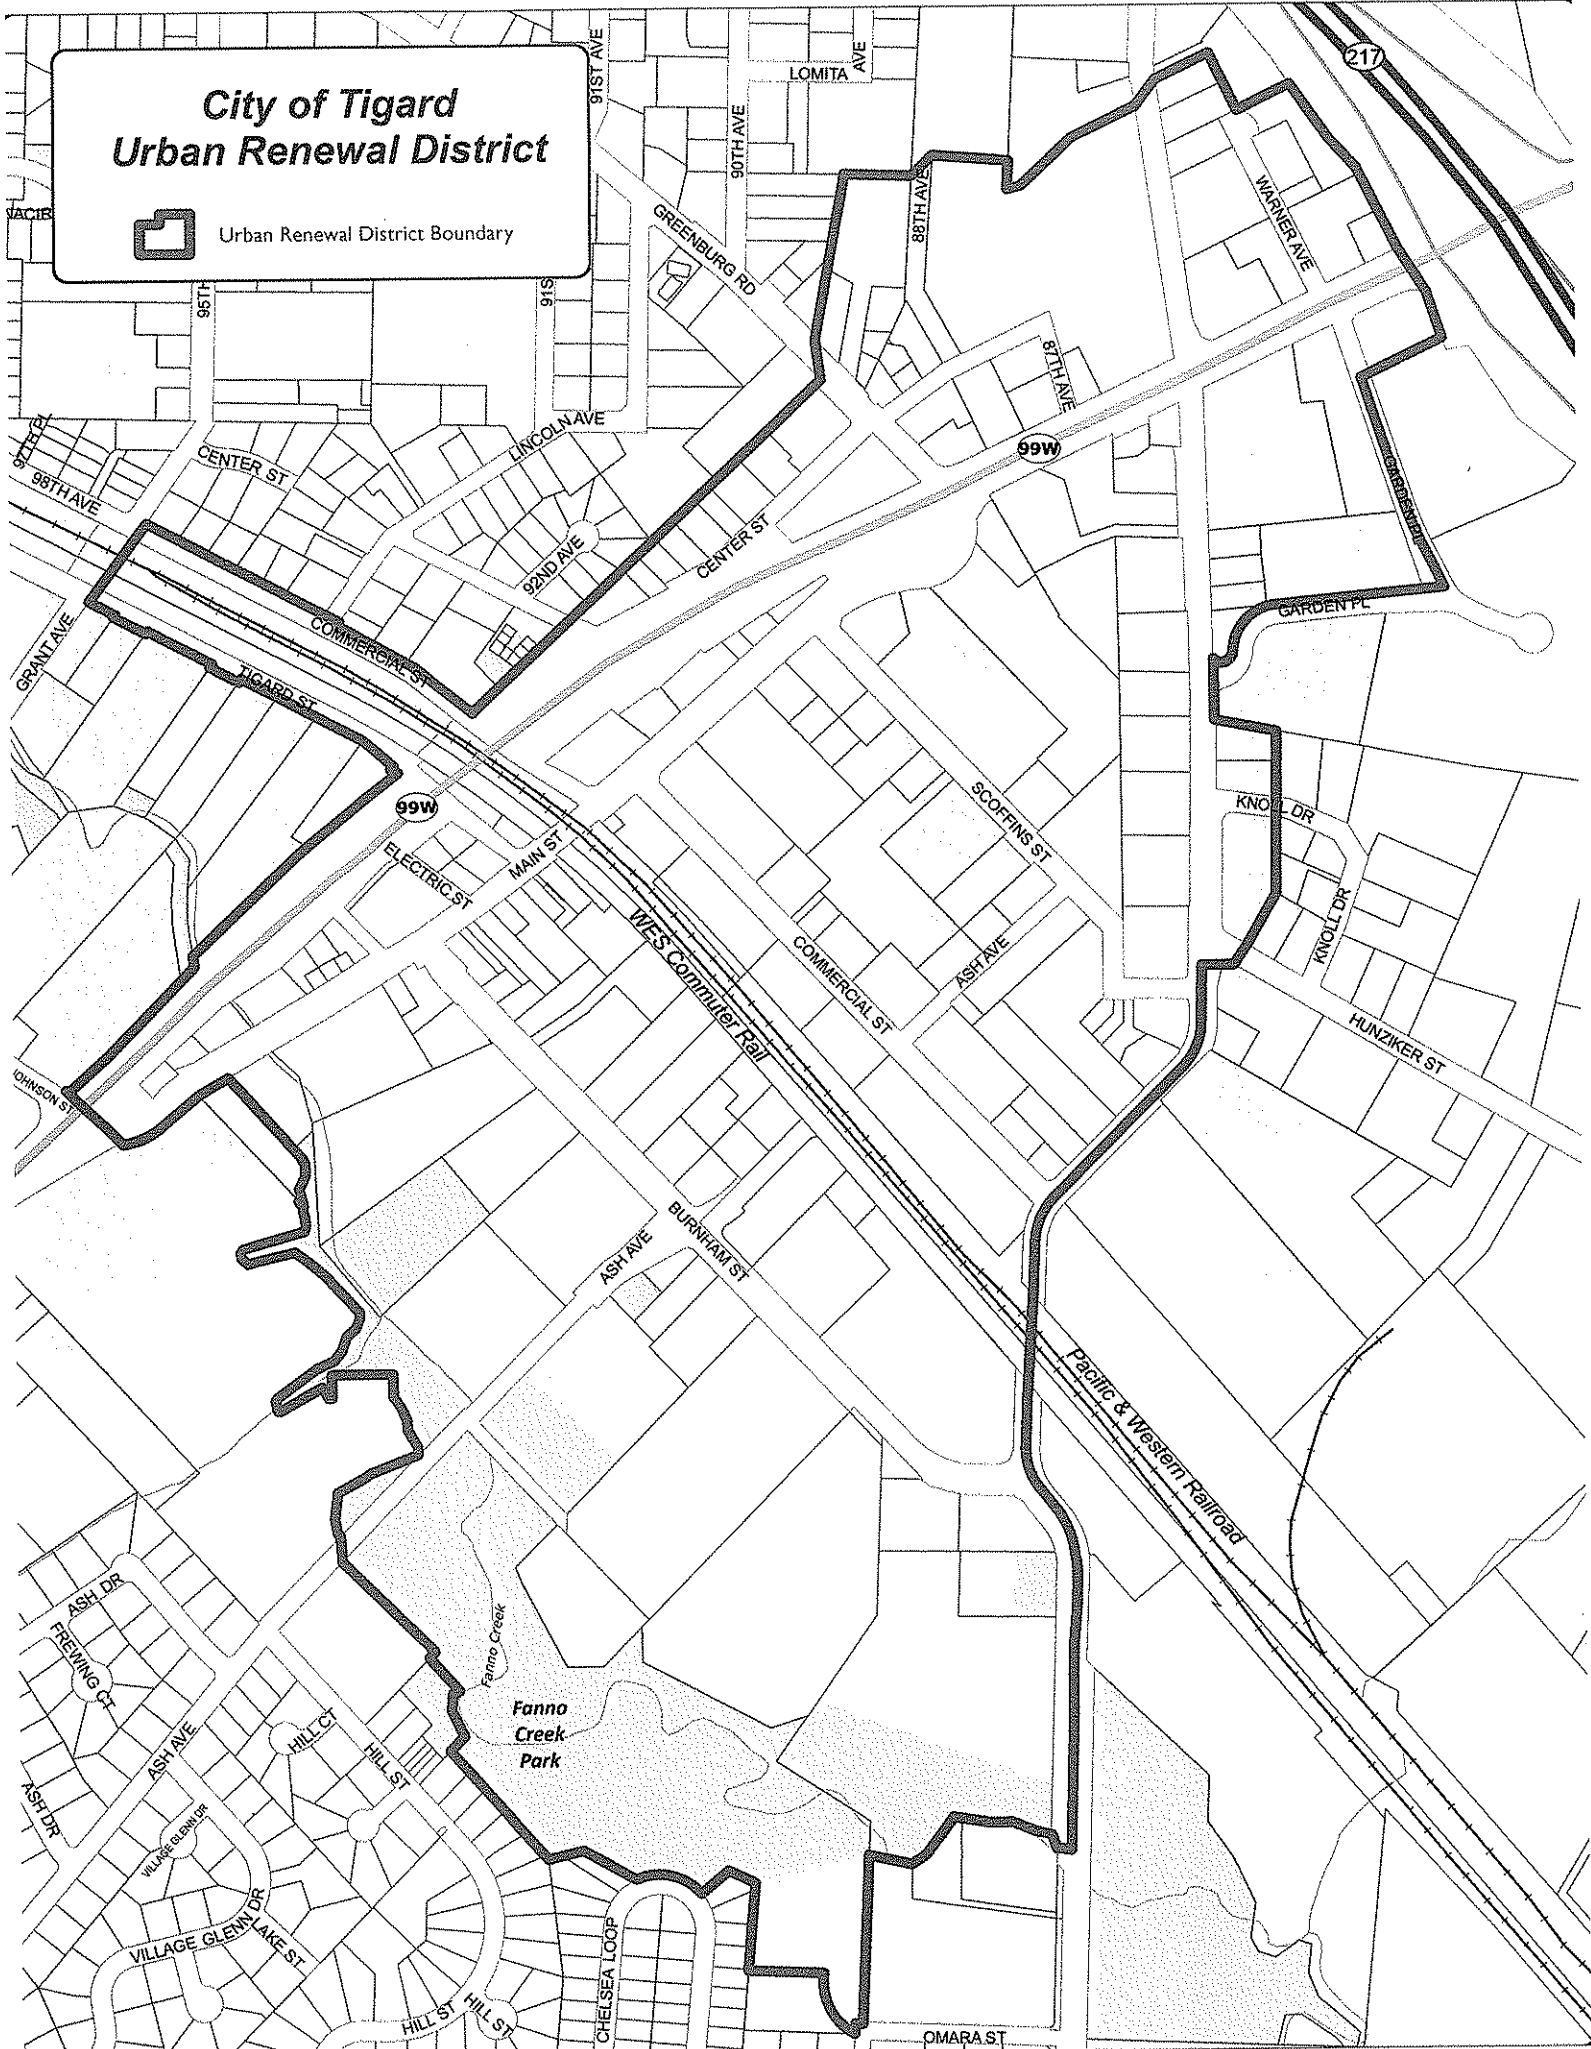 City of Tigard
Urban Renewal District
Urban Renewal District Boundary
217
91ST AVE
LOMITA
AVE
90TH AVE
88TH AVE
WARNER AVE
GREENBURG RD
95TH
91S
87TH AVE
99W
97TH PL
98TH AVE
CENTER ST
LINCOLN AVE
92ND AVE
CENTER ST
GARDEN PL
GARDEN PL
GRANT AVE
COMMERCIAL ST
TIGARD ST
99W
ELECTRIC ST
MAIN ST
SCOFFINS ST
KNOLL DR
KNOLL DR
WES Commuter Rail
COMMERCIAL ST
ASH AVE
HUNZIKER ST
JOHNSON ST
ASH AVE
BURNHAM ST
Pacific & Western Railroad
ASH DR
FREWING CT
Fanno Creek
Fanno
Creek
Park
HILL CT
HILL ST
ASH AVE
ASH DR
VILLAGE GLENN DR
VILLAGE GLENN DR
LAKE ST
HILL ST
HILL ST
CHELSEA LOOP
OMARA ST